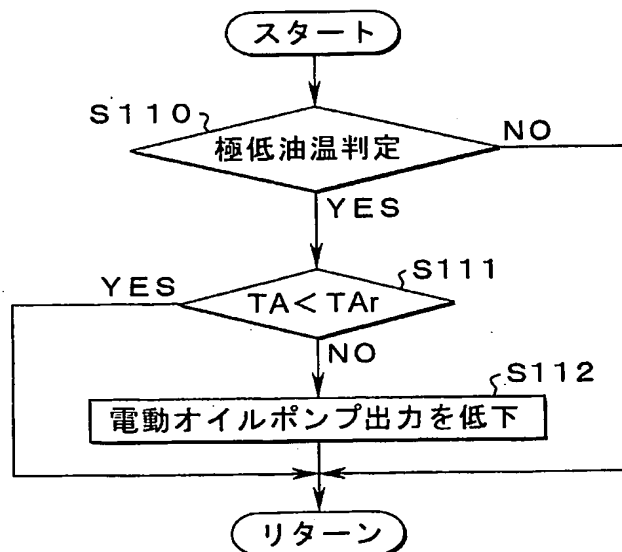 スタート
S110
極低油温判定
NO
YES
YES
S111
TA<TAr
NO
S112
電動オイルポンプ出力を低下
リターン